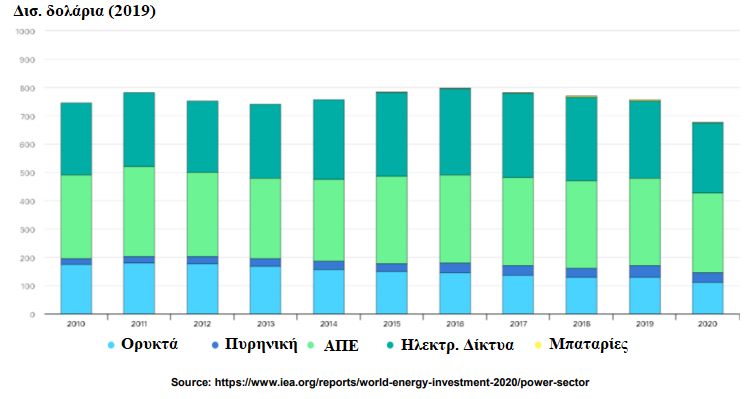 Δισ. δολάρια (2019)
1000
900
800
700
600
500
400
300
200
100
0
2010 2011 2012 2013 2014 2015 2016 2017 2018 2019 2020
Ορυκτά Πυρηνική ΑΠΕ Ηλεκτρ. Δίκτυα Μπαταρίες
Source: https://www.iea.org/reports/world-energy-investment-2020/power-sector